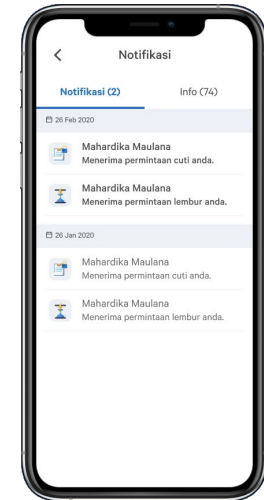 Notifikasi
Notifikasi (2) Info (74)
26 Feb 2020
Mahardika Maulana
Menerima permintaan cuti anda.
Mahardika Maulana
Menerima permintaan lembur anda.
26 Jan 2020
Mahardika Maulana
Menerima permintaan cuti anda.
Mahardika Maulana
Menerima permintaan lembur anda.